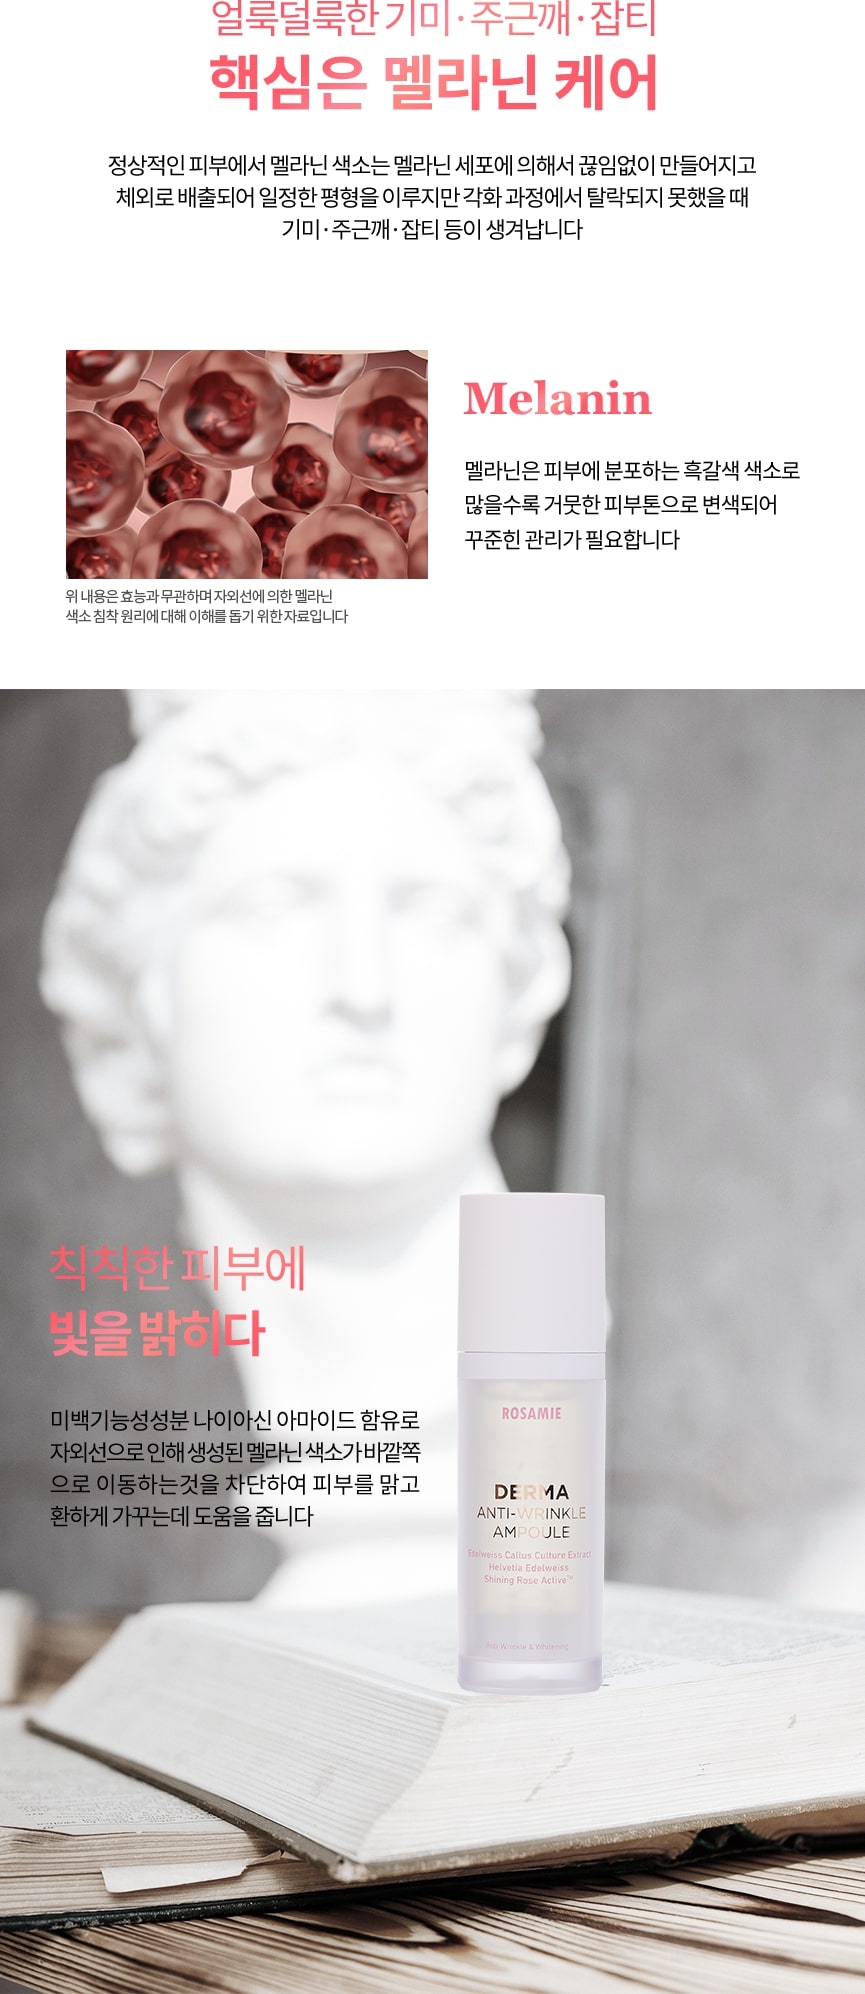 얼룩덜룩한 기미·주근깨·잡티
핵심은 멜라닌 케어
정상적인 피부에서 멜라닌 색소는 멜라닌 세포에 의해서 끊임없이 만들어지고
체외로 배출되어 일정한 평형을 이루지만 각화 과정에서 탈락되지 못했을 때
기미·주근깨·잡티 등이 생겨납니다
Melanin
멜라닌은 피부에 분포하는 흑갈색 색소로
많을수록 거뭇한 피부톤으로 변색되어
꾸준힌 관리가 필요합니다
위 내용은 효능과 무관하며 자외선에 의한 멜라닌
색소 침착 원리에 대해 이해를 돕기 위한 자료입니다
칙칙한 피부에
빛을 밝히다
미백기능성성분 나이아신 아마이드 함유로
자외선으로 인해 생성된 멜라닌 색소가 바깥쪽
으로 이동하는것을 차단하여 피부를 맑고
환하게 가꾸는데 도움을 줍니다
ROSAMIE
DERMA
ANTI-WRINKLE
AMPOULE
Edelweiss Callus Culture Extract
Helvetia Edelweiss
Shining Rose Active™
Anti Wrinkle & Whitening